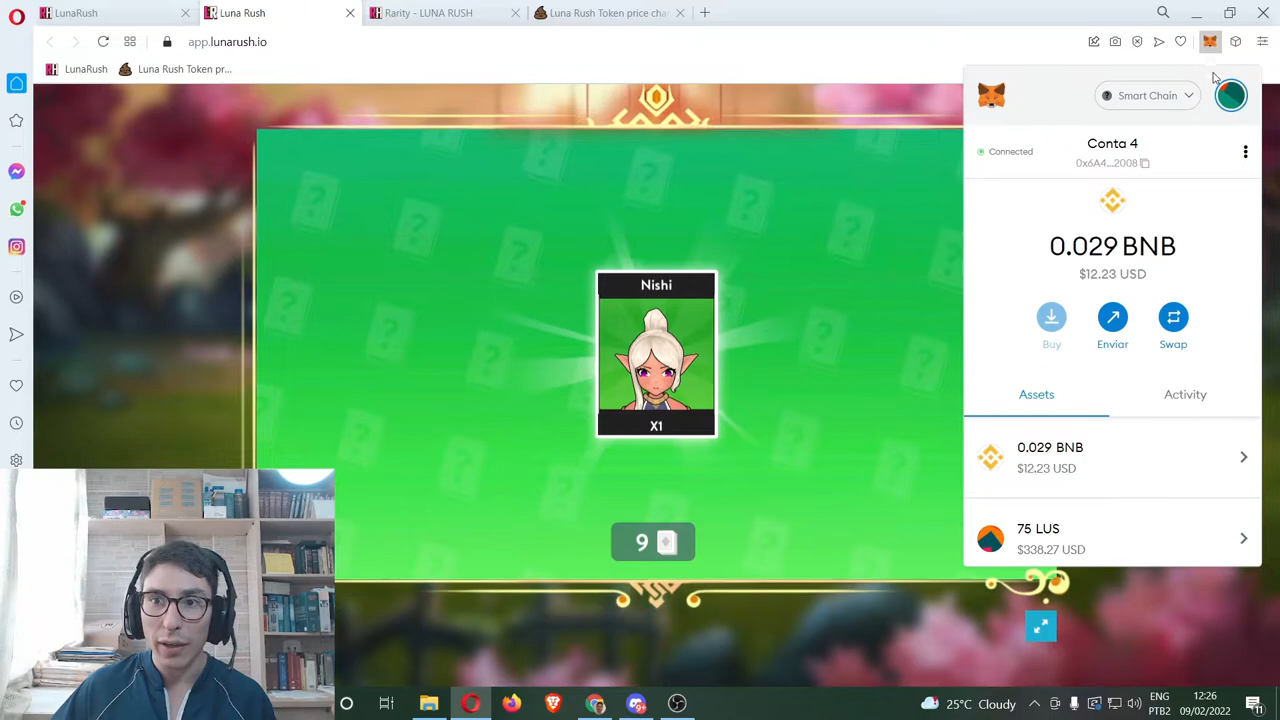 LunaRush
Luna Rush
Rarity - LUNA RUSH
Luna Rush Token price cha
app.lunarush.io
LunaRush
Luna Rush Token pr...
Smart Chain
Connected
Conta 4
0x6A4...2008
0.029 BNB
$12.23 USD
Buy
Enviar
Swap
Assets
Activity
0.029 BNB
$12.23 USD
75 LUS
$338.27 USD
Nishi
X1
9
25°C Cloudy
ENG
PTB2
12:26
09/02/2022
11